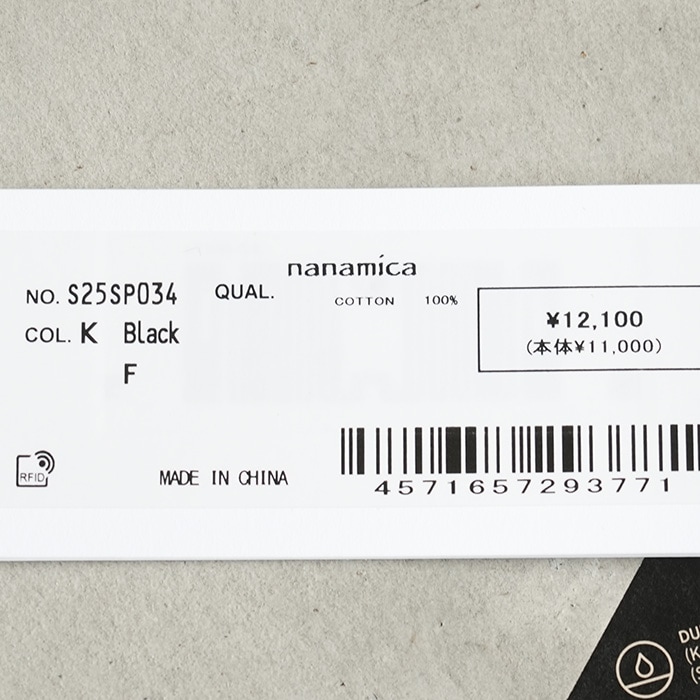 nanamica
NO. S25SP034
QUAL.
COTTON 100%
COL. K Black
F
¥12,100
(本体¥11,000)
RFID
MADE IN CHINA
4571657293771
DU
(K
(S